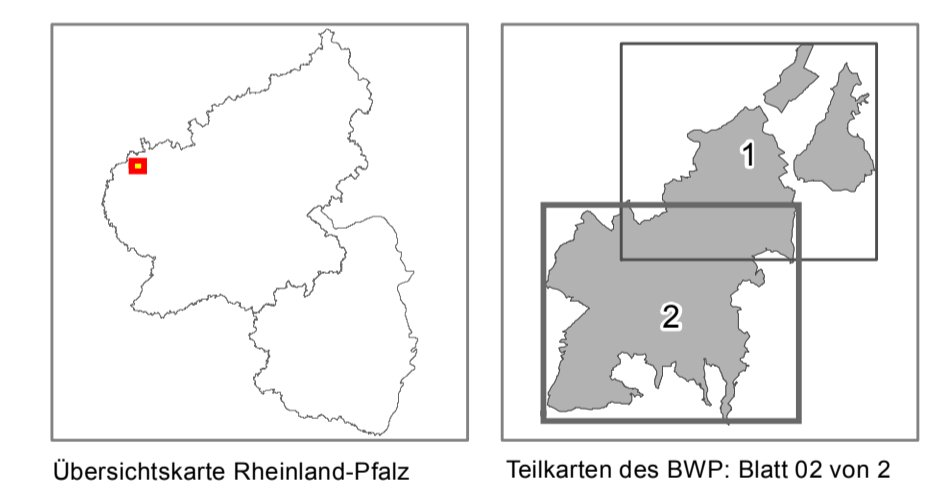 1
2
Übersichtskarte Rheinland-Pfalz
Teilkarten des BWP: Blatt 02 von 2